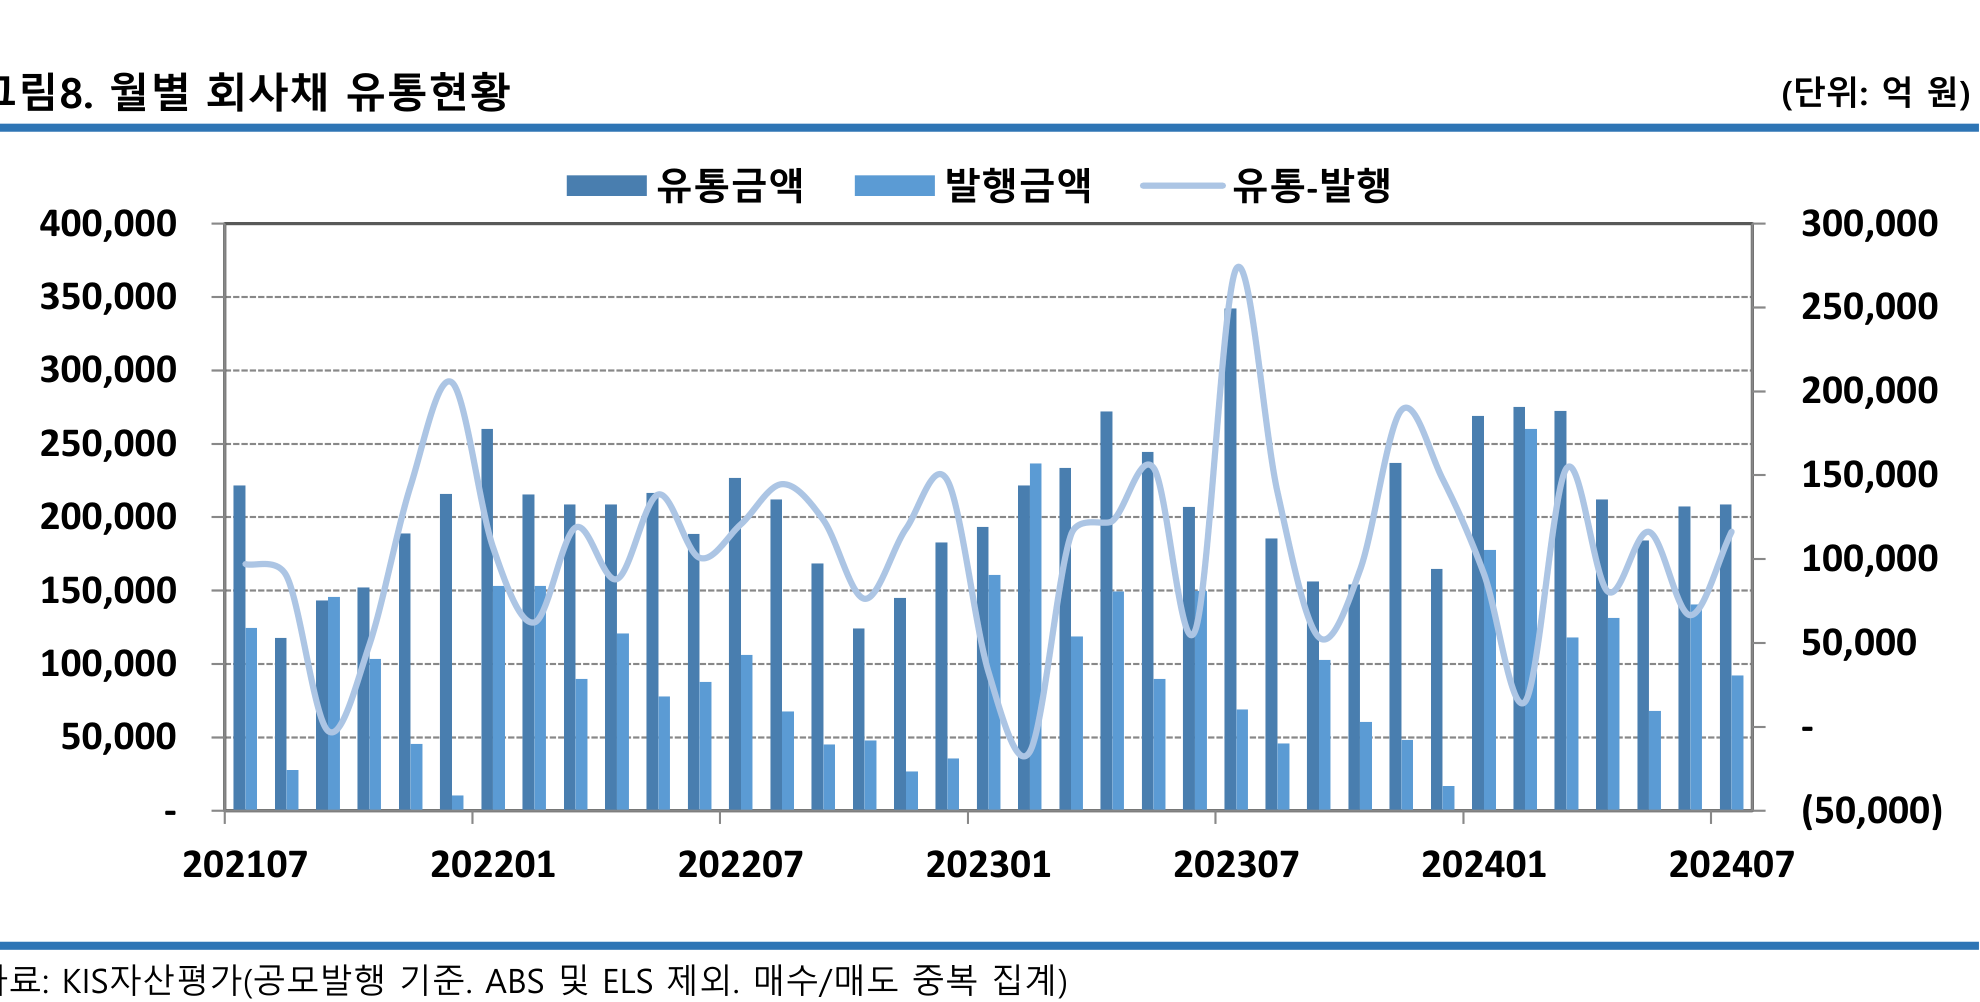 그림8. 월별 회사채 유통현황 (단위: 억 원)
유통금액 발행금액 유통-발행
400,000 300,000
350,000 250,000
300,000 200,000
250,000 150,000
200,000 100,000
150,000 50,000
100,000 -
50,000 (50,000)
-
202107 202201 202207 202301 202307 202401 202407
자료: KIS자산평가(공모발행 기준. ABS 및 ELS 제외. 매수/매도 중복 집계)